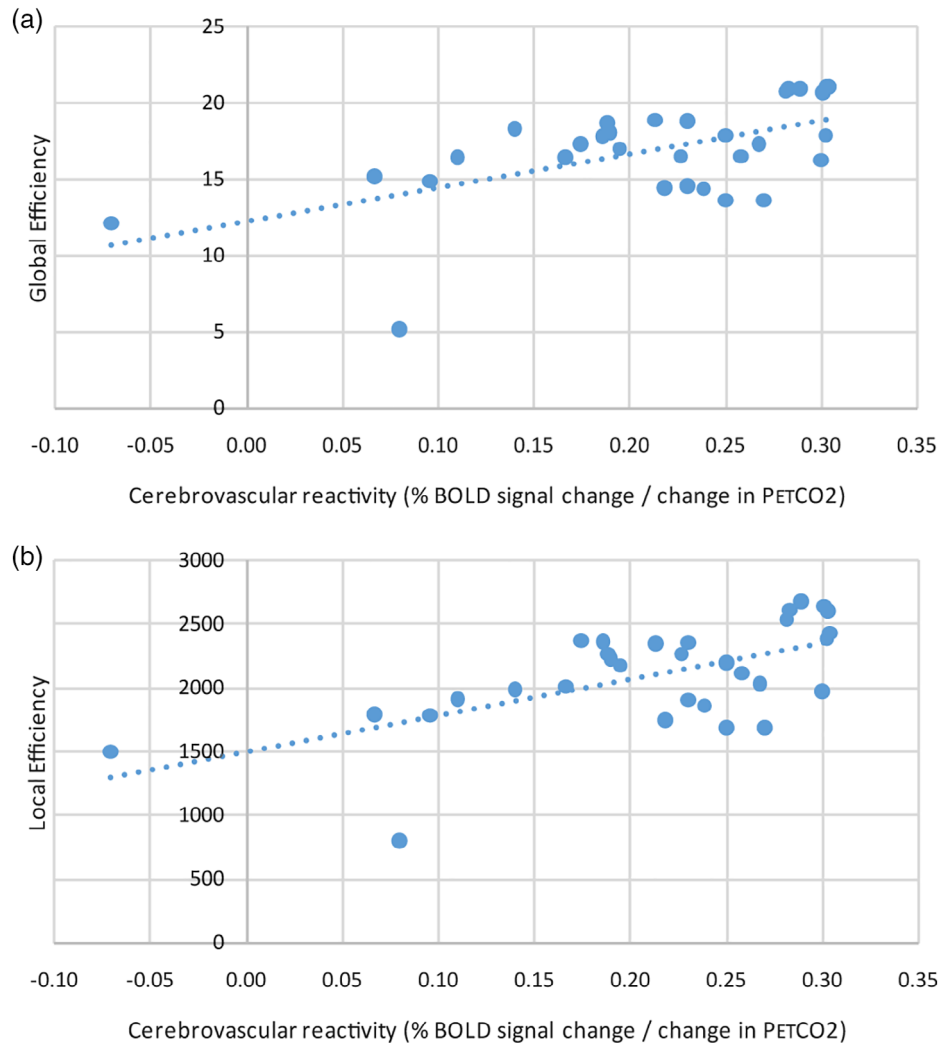 (a)
25
20
15
10
5
0
Global Efficiency
-0.10 -0.05 0.00 0.05 0.10 0.15 0.20 0.25 0.30 0.35
Cerebrovascular reactivity (% BOLD signal change / change in PETCO2)
(b)
3000
2500
2000
1500
1000
500
0
Local Efficiency
-0.10 -0.05 0.00 0.05 0.10 0.15 0.20 0.25 0.30 0.35
Cerebrovascular reactivity (% BOLD signal change / change in PETCO2)